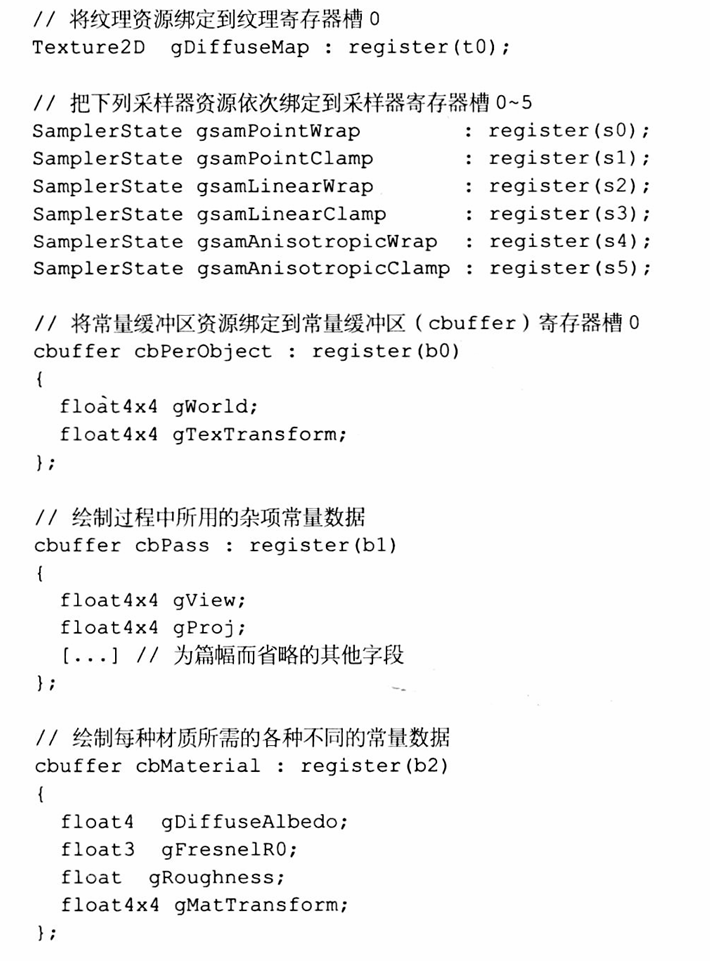 // 将纹理资源绑定到纹理寄存器槽 0
Texture2D  gDiffuseMap : register(t0);

// 把下列采样器资源依次绑定到采样器寄存器槽 0~5
SamplerState gsamPointWrap        : register(s0);
SamplerState gsamPointClamp       : register(s1);
SamplerState gsamLinearWrap       : register(s2);
SamplerState gsamLinearClamp      : register(s3);
SamplerState gsamAnisotropicWrap  : register(s4);
SamplerState gsamAnisotropicClamp : register(s5);

// 将常量缓冲区资源绑定到常量缓冲区（cbuffer）寄存器槽 0
cbuffer cbPerObject : register(b0)
{
  float4x4 gWorld;
  float4x4 gTexTransform;
};

// 绘制过程中所用的杂项常量数据
cbuffer cbPass : register(b1)
{
  float4x4 gView;
  float4x4 gProj;
  [...] // 为篇幅而省略的其他字段
};

// 绘制每种材质所需的各种不同的常量数据
cbuffer cbMaterial : register(b2)
{
  float4  gDiffuseAlbedo;
  float3  gFresnelR0;
  float  gRoughness;
  float4x4 gMatTransform;
};